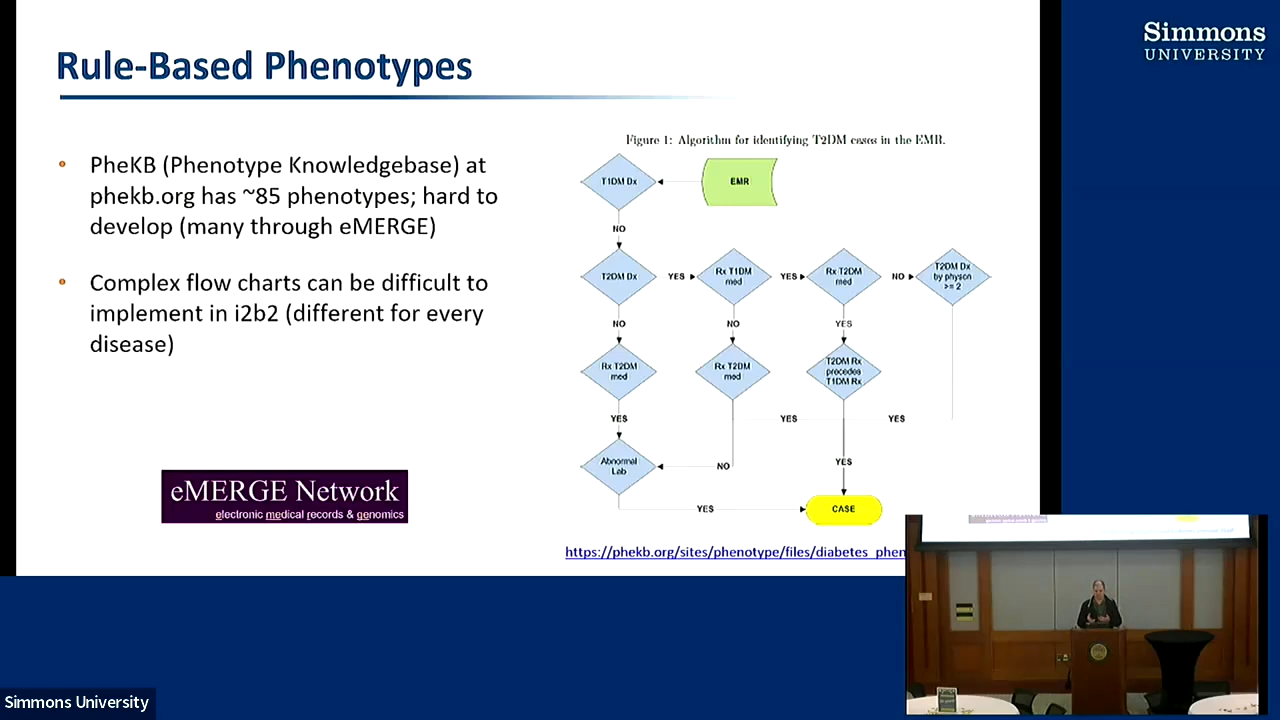 Simmons
UNIVERSITY
Rule-Based Phenotypes
• PheKB (Phenotype Knowledgebase) at
phekb.org has ~85 phenotypes; hard to
develop (many through eMERGE)
• Complex flow charts can be difficult to
implement in i2b2 (different for every
disease)
eMERGE Network
electronic medical records & genomics
Figure 1: Algorithm for identifying T2DM cases in the EMR.
T1DM Dx
EMR
NO
T2DM Dx
YES
Rx T1DM
med
YES
Rx T2DM
med
NO
T2DM Dx
by physcn
>= 2
NO
NO
YES
Rx T2DM
med
Rx T2DM
med
T2DM Rx
precedes
T1DM Rx
YES
YES
YES
Abnormal
Lab
NO
YES
YES
CASE
https://phekb.org/sites/phenotype/files/diabetes_phen
Simmons University